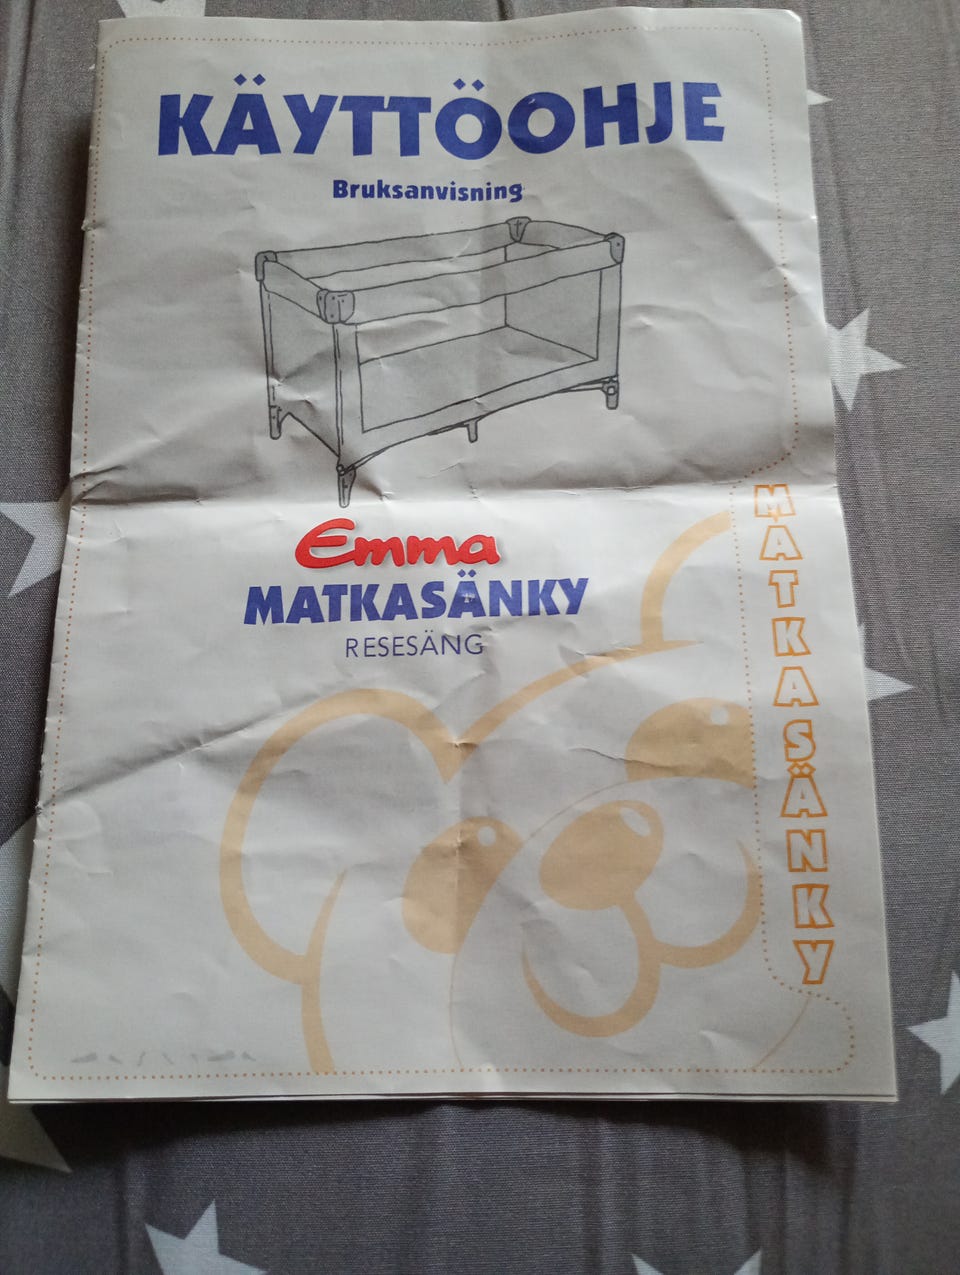 KÄYTTÖOHJE
Bruksanvisning
Emma
MATKASÄNKY
RESESÄNG
MATKASÄNKY